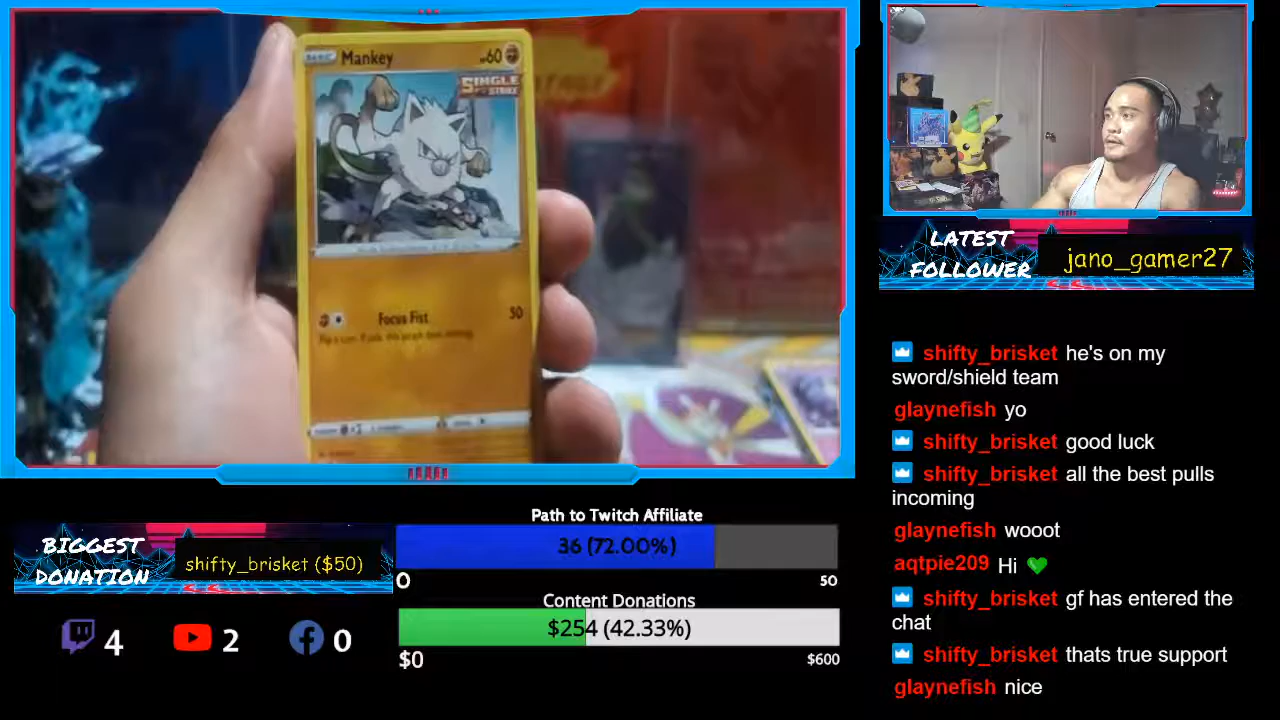 BASIC Mankey 60
SINGLE
STRIKE
Focus Fist 50
LATEST
FOLLOWER
jano_gamer27
shifty_brisket he's on my
sword/shield team
glaynefish yo
shifty_brisket good luck
shifty_brisket all the best pulls
incoming
glaynefish wooot
aqtpie209 Hi 💚
shifty_brisket gf has entered the
chat
shifty_brisket thats true support
glaynefish nice
BIGGEST
DONATION
shifty_brisket ($50)
4 2 0
Path to Twitch Affiliate
36 (72.00%)
0 50
Content Donations
$254 (42.33%)
$0 $600